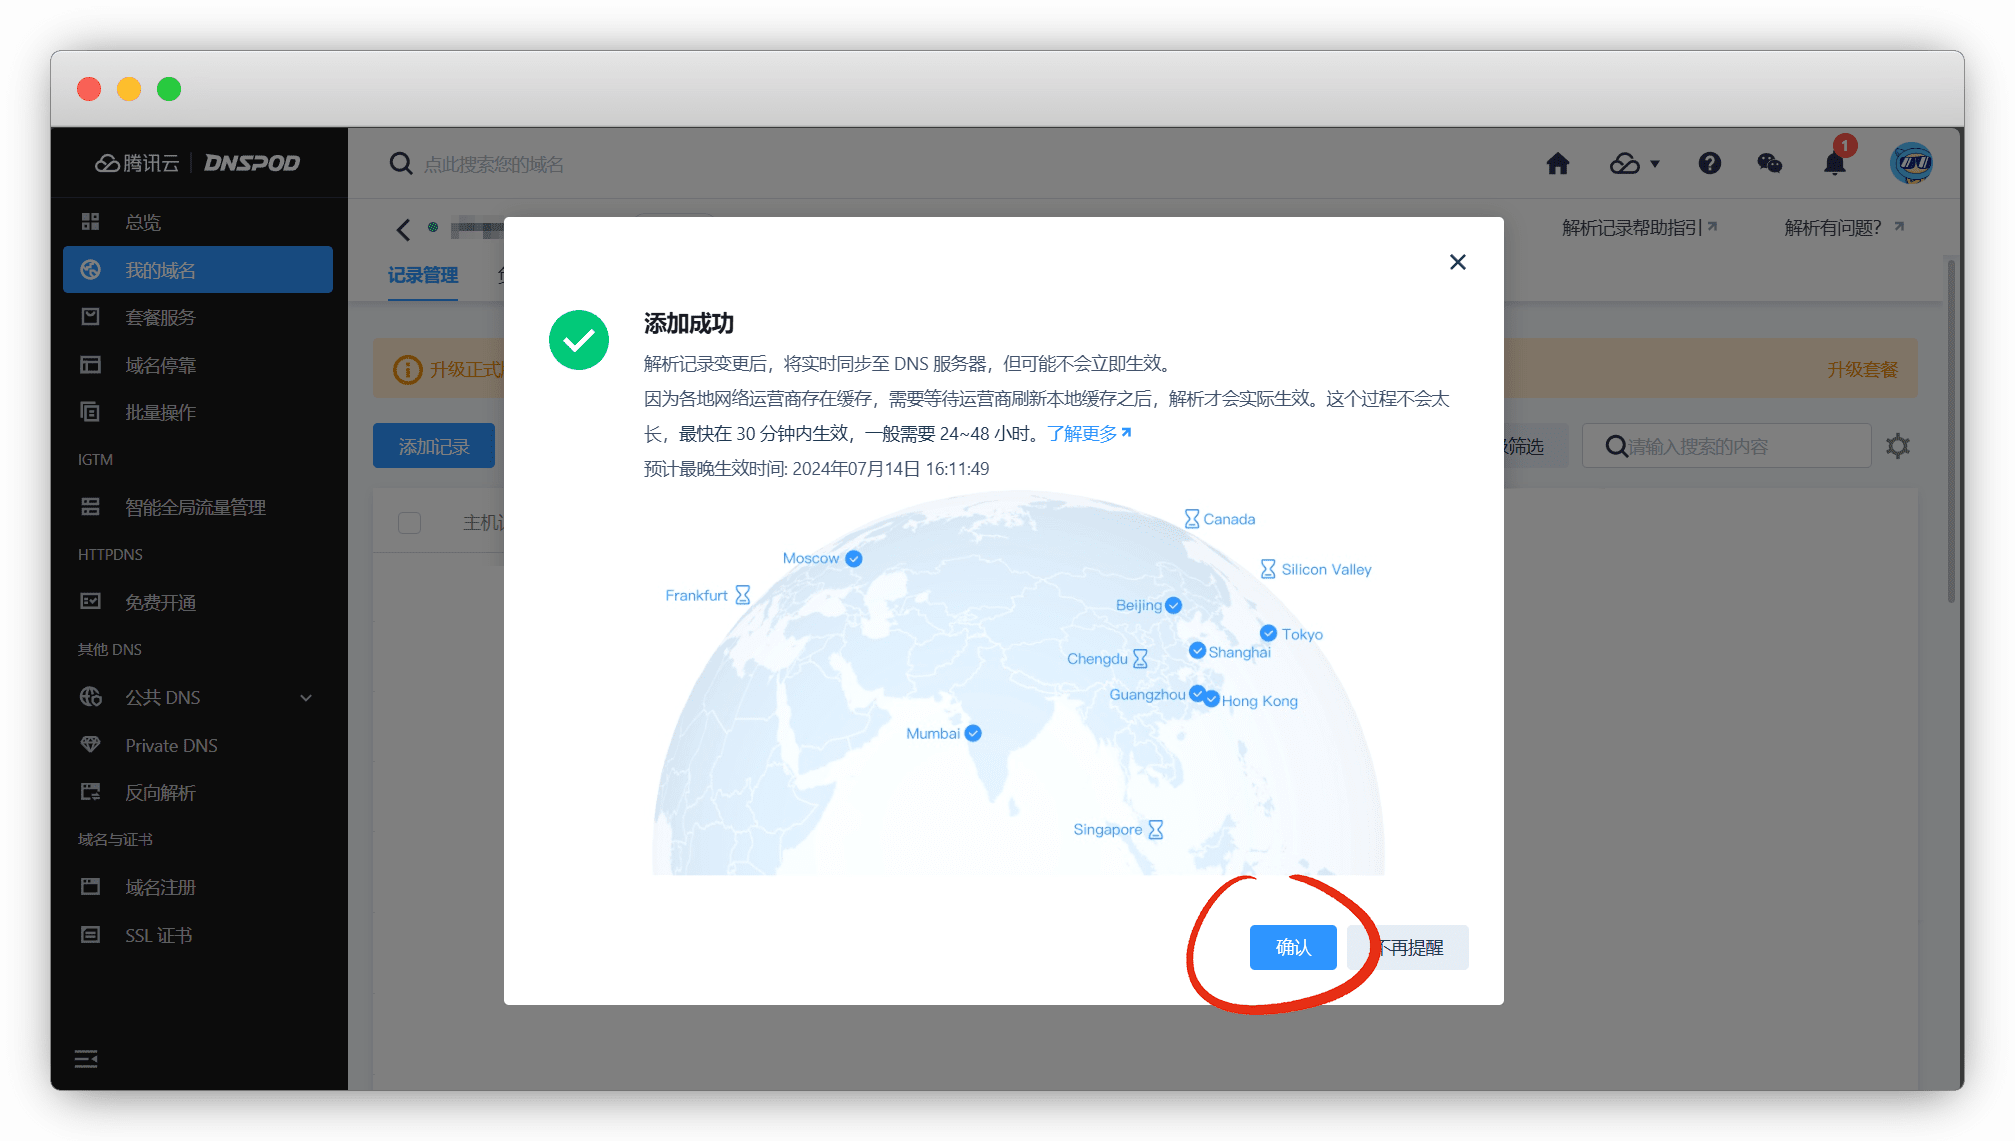 腾讯云 | DNSPOD
点此搜索您的域名
1
总览
我的域名
套餐服务
域名停靠
批量操作
IGTM
智能全局流量管理
HTTPDNS
免费开通
其他 DNS
公共 DNS
Private DNS
反向解析
域名与证书
域名注册
SSL 证书
解析记录帮助指引
解析有问题?
记录管理
升级正式
升级套餐
添加记录
筛选
请输入搜索的内容
主机
添加成功
解析记录变更后，将实时同步至 DNS 服务器，但可能不会立即生效。
因为各地网络运营商存在缓存，需要等待运营商刷新本地缓存之后，解析才会实际生效。这个过程不会太
长，最快在 30 分钟内生效，一般需要 24~48 小时。了解更多
预计最晚生效时间: 2024年07月14日 16:11:49
Canada
Moscow
Silicon Valley
Frankfurt
Beijing
Tokyo
Shanghai
Chengdu
Guangzhou
Hong Kong
Mumbai
Singapore
确认
不再提醒